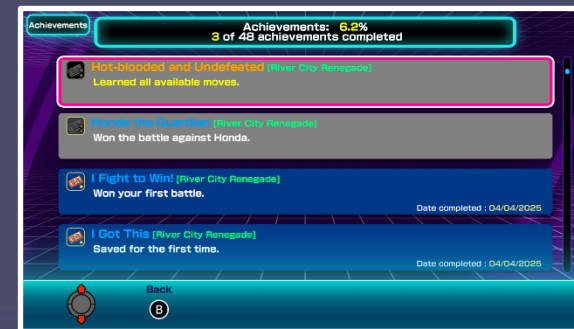 Achievements
Achievements: 6.2%
3 of 48 achievements completed
Hot-blooded and Undefeated [River City Renegade]
Learned all available moves.
Honda the Guardian [River City Renegade]
Won the battle against Honda.
I Fight to Win! [River City Renegade]
Won your first battle.
Date completed : 04/04/2025
I Got This [River City Renegade]
Saved for the first time.
Date completed : 04/04/2025
Back
B